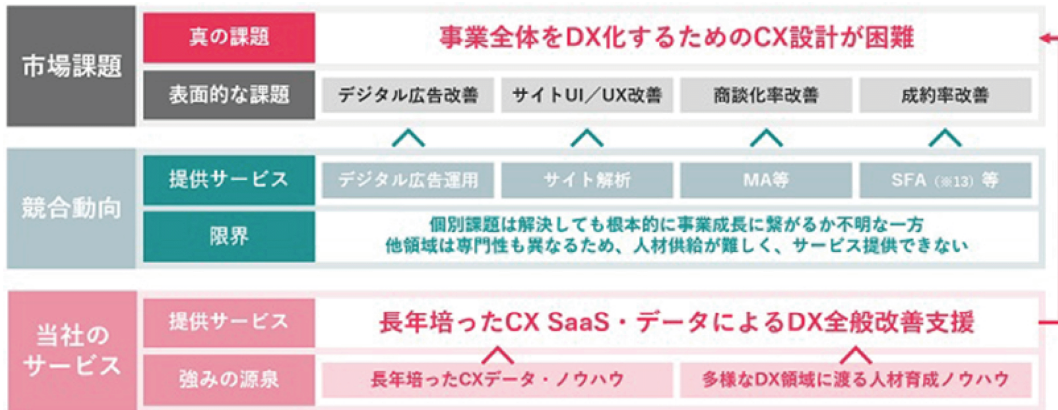 市場課題
真の課題
事業全体をDX化するためのCX設計が困難
表面的な課題
デジタル広告改善
サイトUI／UX改善
商談化率改善
成約率改善
競合動向
提供サービス
デジタル広告運用
サイト解析
MA等
SFA（※13）等
限界
個別課題は解決しても根本的に事業成長に繋がるか不明な一方
他領域は専門性も異なるため、人材供給が難しく、サービス提供できない
当社の
サービス
提供サービス
長年培ったCX SaaS・データによるDX全般改善支援
強みの源泉
長年培ったCXデータ・ノウハウ
多様なDX領域に渡る人材育成ノウハウ